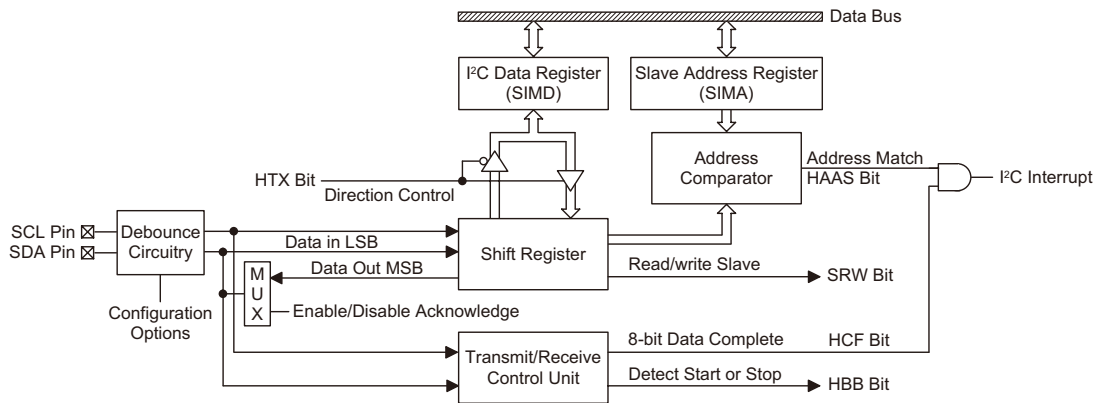 Data Bus
I²C Data Register
(SIMD)
Slave Address Register
(SIMA)
HTX Bit
Direction Control
Address
Comparator
Address Match
HAAS Bit
I²C Interrupt
SCL Pin
SDA Pin
Debounce
Circuitry
Data in LSB
Shift Register
Data Out MSB
Read/write Slave
SRW Bit
M
U
X
Enable/Disable Acknowledge
Configuration
Options
Transmit/Receive
Control Unit
8-bit Data Complete
HCF Bit
Detect Start or Stop
HBB Bit